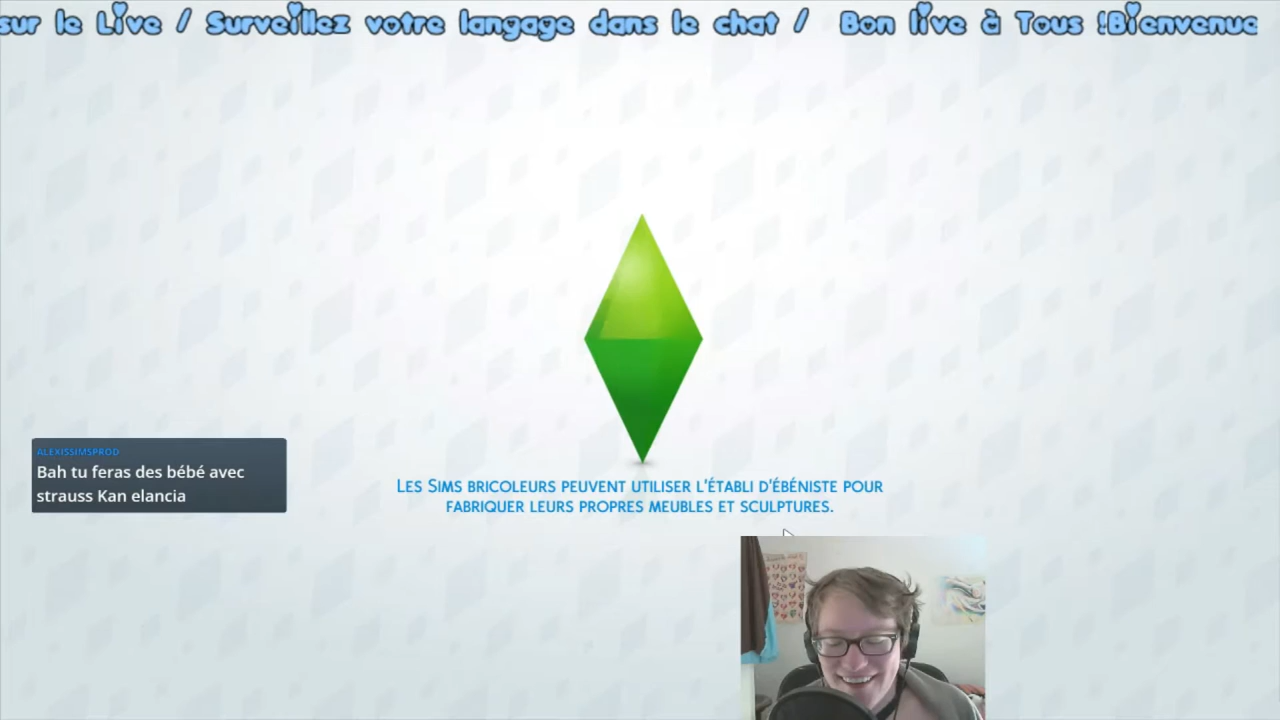 sur le Live / Surveillez votre langage dans le chat / Bon live à Tous !Bienvenue
ALEXISSIMSPROD
Bah tu feras des bébé avec
strauss Kan elancia
LES SIMS BRICOLEURS PEUVENT UTILISER L'ÉTABLI D'ÉBÉNISTE POUR
FABRIQUER LEURS PROPRES MEUBLES ET SCULPTURES.